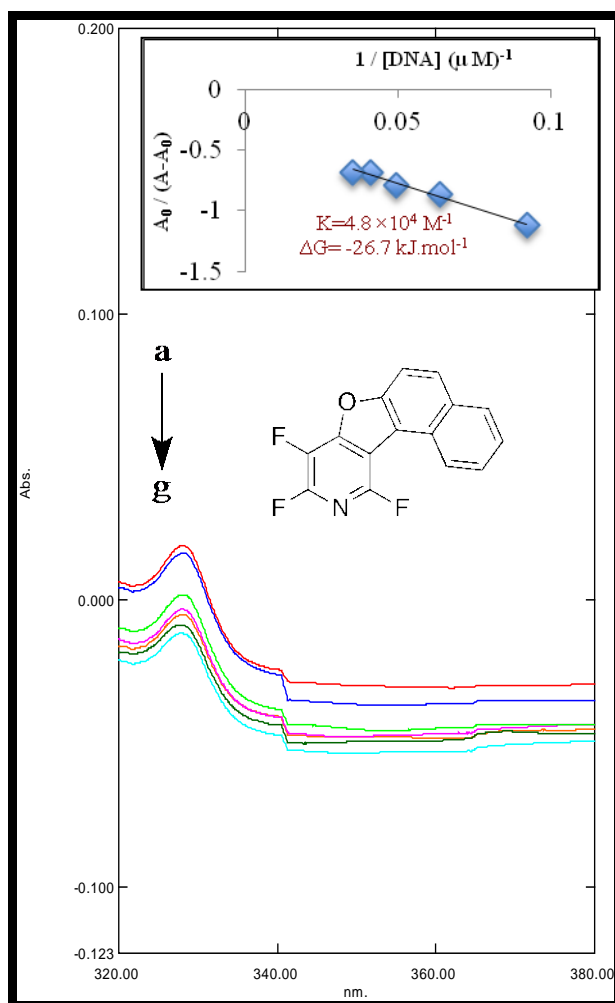 0.200
1 / [DNA] (μ M)⁻¹
0
0
0.05
0.1
-0.5
-1
-1.5
A₀ / (A-A₀)
K=4.8 ×10⁴ M⁻¹
ΔG= -26.7 kJ.mol⁻¹
0.100
a
g
O
F
F
N
F
Abs.
0.000
-0.100
-0.123
320.00
340.00
360.00
380.00
nm.